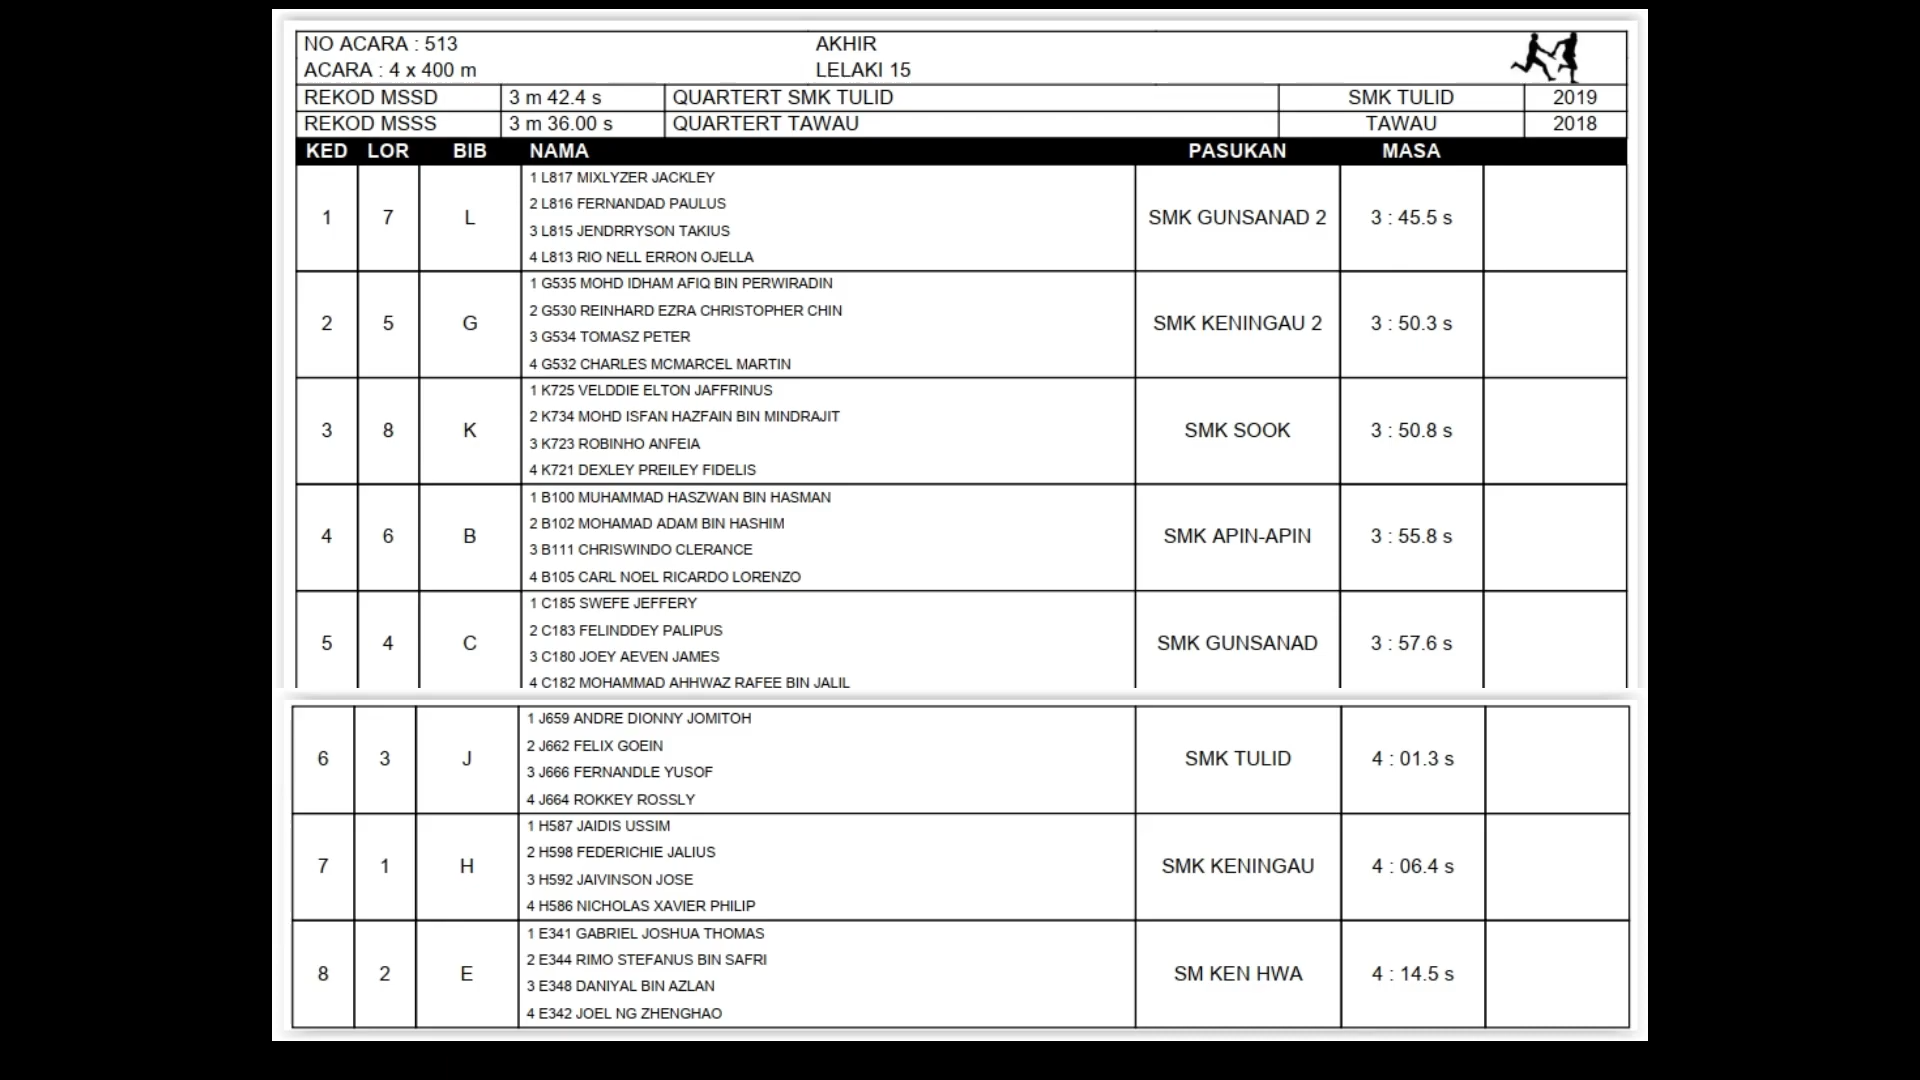 NO ACARA : 513 AKHIR
ACARA : 4 x 400 m LELAKI 15
REKOD MSSD 3 m 42.4 s QUARTERT SMK TULID SMK TULID 2019
REKOD MSSS 3 m 36.00 s QUARTERT TAWAU TAWAU 2018
KED LOR BIB NAMA PASUKAN MASA
1 L817 MIXLYZER JACKLEY
2 L816 FERNANDAD PAULUS
1 7 L SMK GUNSANAD 2 3 : 45.5 s
3 L815 JENDRRYSON TAKIUS
4 L813 RIO NELL ERRON OJELLA
1 G535 MOHD IDHAM AFIQ BIN PERWIRADIN
2 G530 REINHARD EZRA CHRISTOPHER CHIN
2 5 G SMK KENINGAU 2 3 : 50.3 s
3 G534 TOMASZ PETER
4 G532 CHARLES MCMARCEL MARTIN
1 K725 VELDDIE ELTON JAFFRINUS
2 K734 MOHD ISFAN HAZFAIN BIN MINDRAJIT
3 8 K SMK SOOK 3 : 50.8 s
3 K723 ROBINHO ANFEIA
4 K721 DEXLEY PREILEY FIDELIS
1 B100 MUHAMMAD HASZWAN BIN HASMAN
2 B102 MOHAMAD ADAM BIN HASHIM
4 6 B SMK APIN-APIN 3 : 55.8 s
3 B111 CHRISWINDO CLERANCE
4 B105 CARL NOEL RICARDO LORENZO
1 C185 SWEFE JEFFERY
2 C183 FELINDDEY PALIPUS
5 4 C SMK GUNSANAD 3 : 57.6 s
3 C180 JOEY AEVEN JAMES
4 C182 MOHAMMAD AHHWAZ RAFEE BIN JALIL
1 J659 ANDRE DIONNY JOMITOH
2 J662 FELIX GOEIN
6 3 J SMK TULID 4 : 01.3 s
3 J666 FERNANDLE YUSOF
4 J664 ROKKEY ROSSLY
1 H587 JAIDIS USSIM
2 H598 FEDERICHIE JALIUS
7 1 H SMK KENINGAU 4 : 06.4 s
3 H592 JAIVINSON JOSE
4 H586 NICHOLAS XAVIER PHILIP
1 E341 GABRIEL JOSHUA THOMAS
2 E344 RIMO STEFANUS BIN SAFRI
8 2 E SM KEN HWA 4 : 14.5 s
3 E348 DANIYAL BIN AZLAN
4 E342 JOEL NG ZHENGHAO